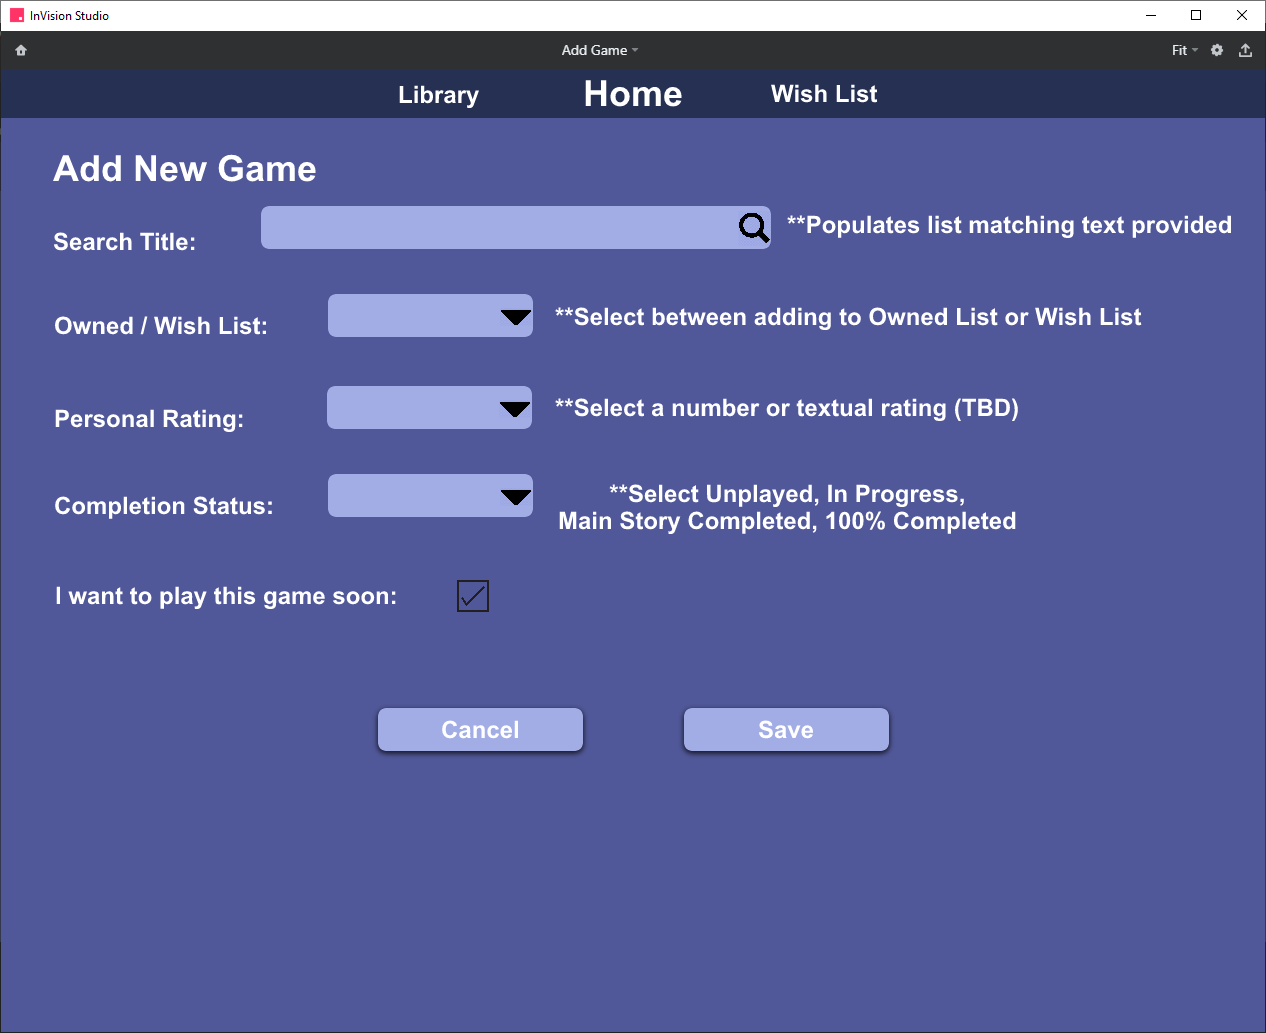 InVision Studio
Add Game
Fit
Library
Home
Wish List
Add New Game
Search Title:
**Populates list matching text provided
Owned / Wish List:
**Select between adding to Owned List or Wish List
Personal Rating:
**Select a number or textual rating (TBD)
Completion Status:
**Select Unplayed, In Progress,
Main Story Completed, 100% Completed
I want to play this game soon:
Cancel
Save